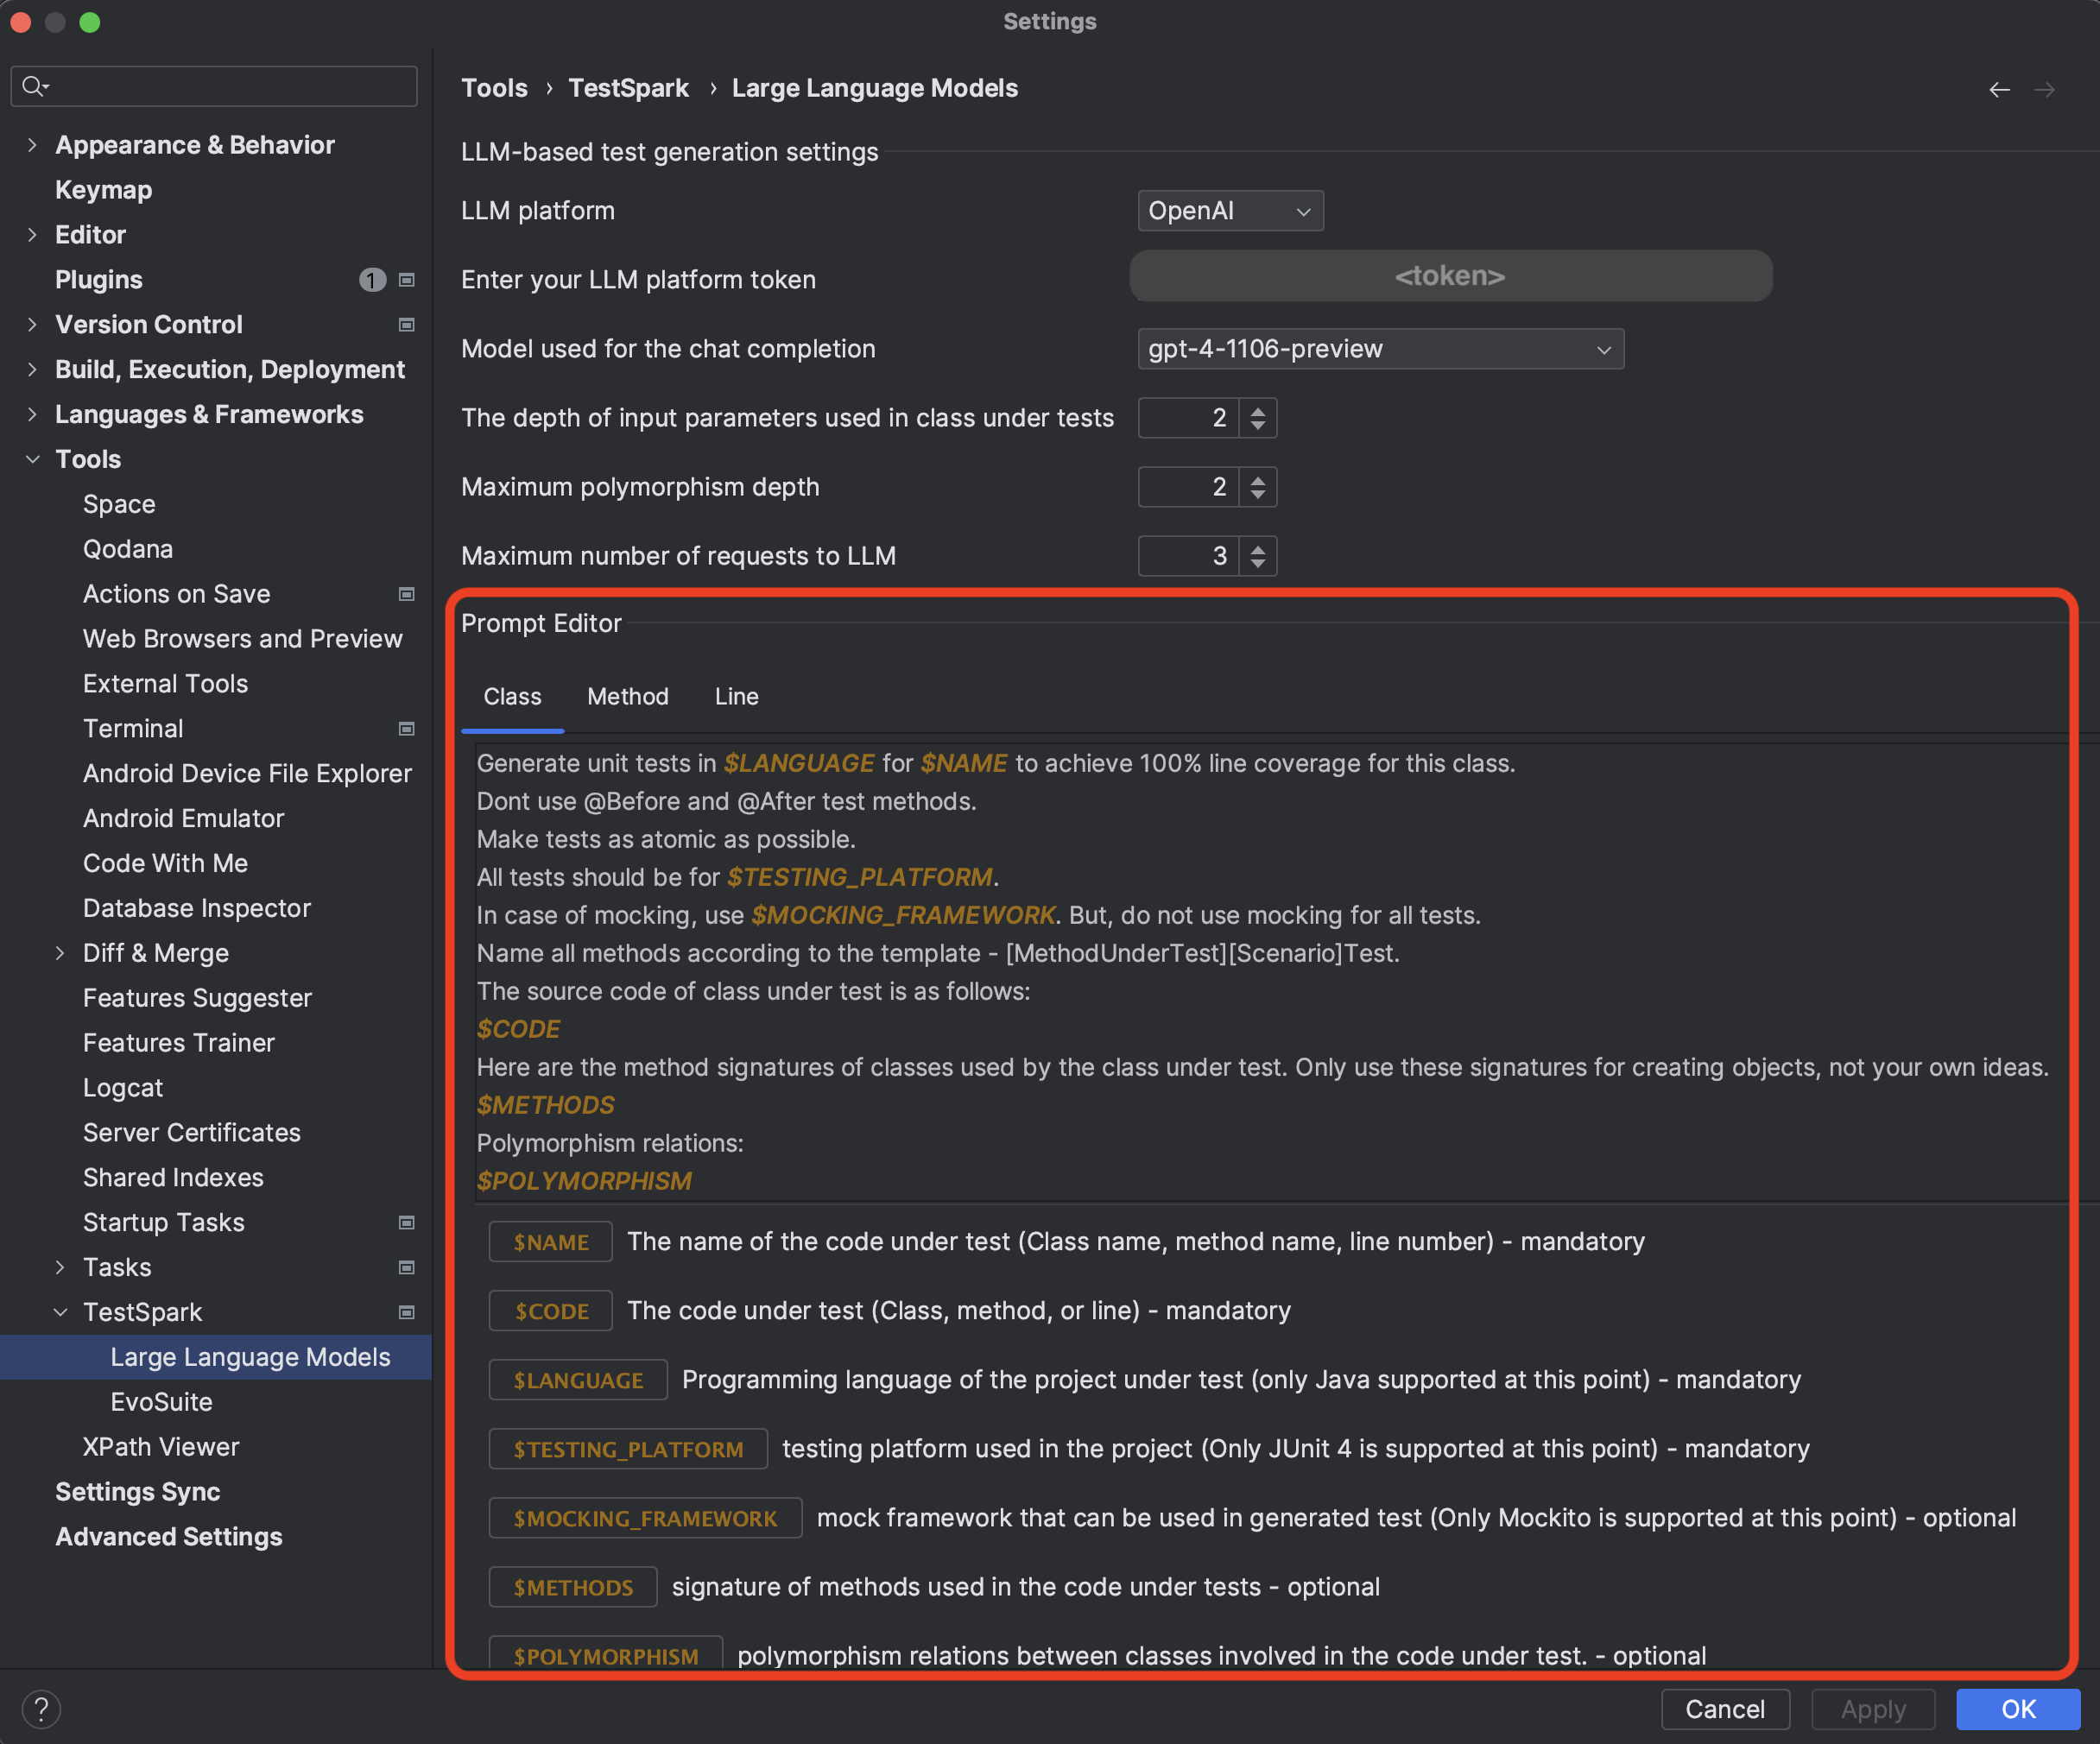 Settings
Appearance & Behavior
Keymap
Editor
Plugins 1
Version Control
Build, Execution, Deployment
Languages & Frameworks
Tools
Space
Qodana
Actions on Save
Web Browsers and Preview
External Tools
Terminal
Android Device File Explorer
Android Emulator
Code With Me
Database Inspector
Diff & Merge
Features Suggester
Features Trainer
Logcat
Server Certificates
Shared Indexes
Startup Tasks
Tasks
TestSpark
Large Language Models
EvoSuite
XPath Viewer
Settings Sync
Advanced Settings
Tools › TestSpark › Large Language Models
LLM-based test generation settings
LLM platform OpenAI
Enter your LLM platform token <token>
Model used for the chat completion gpt-4-1106-preview
The depth of input parameters used in class under tests 2
Maximum polymorphism depth 2
Maximum number of requests to LLM 3
Prompt Editor
Class Method Line
Generate unit tests in $LANGUAGE for $NAME to achieve 100% line coverage for this class.
Dont use @Before and @After test methods.
Make tests as atomic as possible.
All tests should be for $TESTING_PLATFORM.
In case of mocking, use $MOCKING_FRAMEWORK. But, do not use mocking for all tests.
Name all methods according to the template - [MethodUnderTest][Scenario]Test.
The source code of class under test is as follows:
$CODE
Here are the method signatures of classes used by the class under test. Only use these signatures for creating objects, not your own ideas.
$METHODS
Polymorphism relations:
$POLYMORPHISM
$NAME The name of the code under test (Class name, method name, line number) - mandatory
$CODE The code under test (Class, method, or line) - mandatory
$LANGUAGE Programming language of the project under test (only Java supported at this point) - mandatory
$TESTING_PLATFORM testing platform used in the project (Only JUnit 4 is supported at this point) - mandatory
$MOCKING_FRAMEWORK mock framework that can be used in generated test (Only Mockito is supported at this point) - optional
$METHODS signature of methods used in the code under tests - optional
$POLYMORPHISM polymorphism relations between classes involved in the code under test. - optional
? Cancel Apply OK